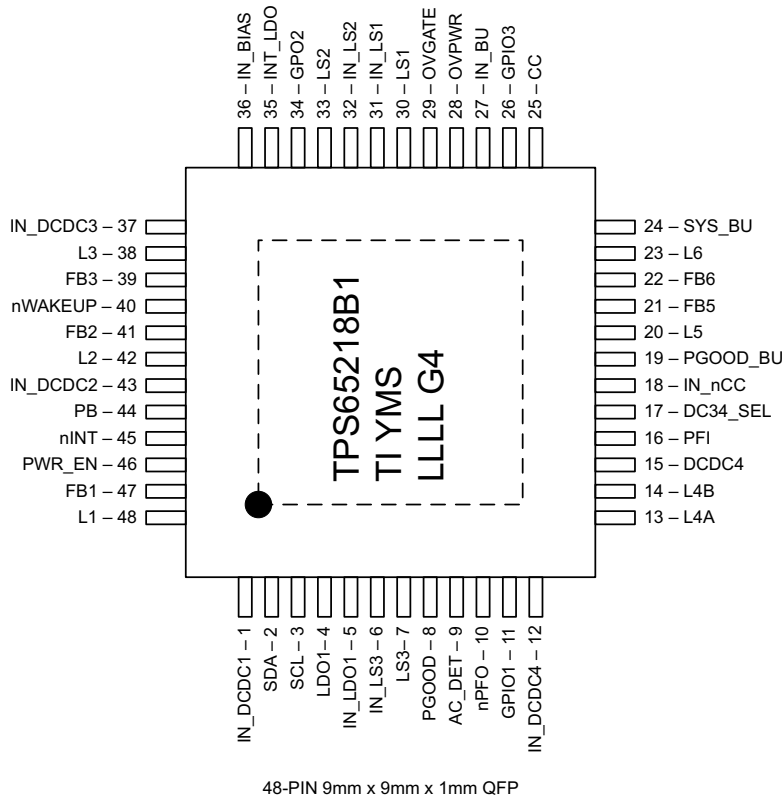 36 – IN_BIAS
35 – INT_LDO
34 – GPO2
33 – LS2
32 – IN_LS2
31 – IN_LS1
30 – LS1
29 – OVGATE
28 – OVPWR
27 – IN_BU
26 – GPIO3
25 – CC
IN_DCDC3 – 37
L3 – 38
FB3 – 39
nWAKEUP – 40
FB2 – 41
L2 – 42
IN_DCDC2 – 43
PB – 44
nINT – 45
PWR_EN – 46
FB1 – 47
L1 – 48
TPS65218B1
TI YMS
LLLL G4
24 – SYS_BU
23 – L6
22 – FB6
21 – FB5
20 – L5
19 – PGOOD_BU
18 – IN_nCC
17 – DC34_SEL
16 – PFI
15 – DCDC4
14 – L4B
13 – L4A
IN_DCDC1 – 1
SDA – 2
SCL – 3
LDO1– 4
IN_LDO1 – 5
IN_LS3 – 6
LS3– 7
PGOOD – 8
AC_DET – 9
nPFO – 10
GPIO1 – 11
IN_DCDC4 – 12
48-PIN 9mm x 9mm x 1mm QFP